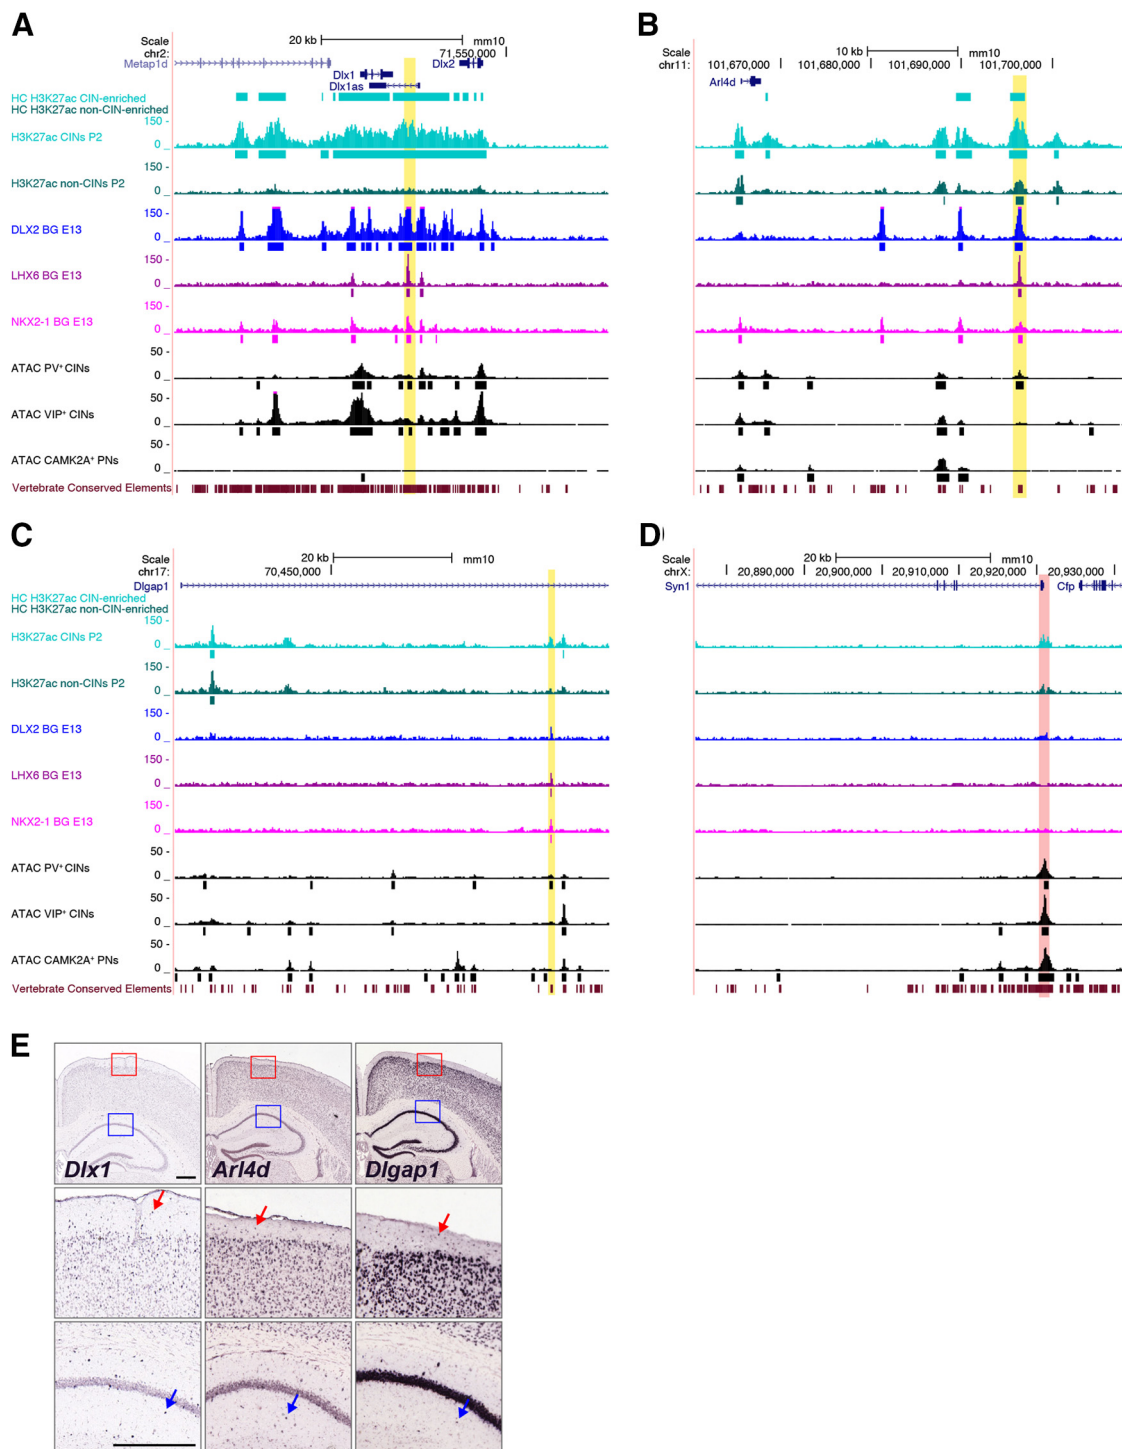 A
Scale
20 kb
mm10
chr2:
71,550,000
Metap1d
Dlx1
Dlx2
Dlx1as
HC H3K27ac CIN-enriched
HC H3K27ac non-CIN-enriched
150 -
H3K27ac CINs P2
0 _
150 -
H3K27ac non-CINs P2
0 _
150 -
DLX2 BG E13
0 _
150 -
LHX6 BG E13
0 _
150 -
NKX2-1 BG E13
0 _
50 -
ATAC PV+ CINs
0 _
50 -
ATAC VIP+ CINs
0 _
50 -
ATAC CAMK2A+ PNs
0 _
Vertebrate Conserved Elements
B
Scale
10 kb
mm10
chr11:
101,670,000
101,680,000
101,690,000
101,700,000
Arl4d
C
Scale
20 kb
mm10
chr17:
70,450,000
Dlgap1
HC H3K27ac CIN-enriched
HC H3K27ac non-CIN-enriched
150 -
H3K27ac CINs P2
0 _
150 -
H3K27ac non-CINs P2
0 _
150 -
DLX2 BG E13
0 _
150 -
LHX6 BG E13
0 _
150 -
NKX2-1 BG E13
0 _
50 -
ATAC PV+ CINs
0 _
50 -
ATAC VIP+ CINs
0 _
50 -
ATAC CAMK2A+ PNs
0 _
Vertebrate Conserved Elements
D
Scale
20 kb
mm10
chrX:
20,890,000
20,900,000
20,910,000
20,920,000
20,930,000
Syn1
Cfp
E
Dlx1
Arl4d
Dlgap1